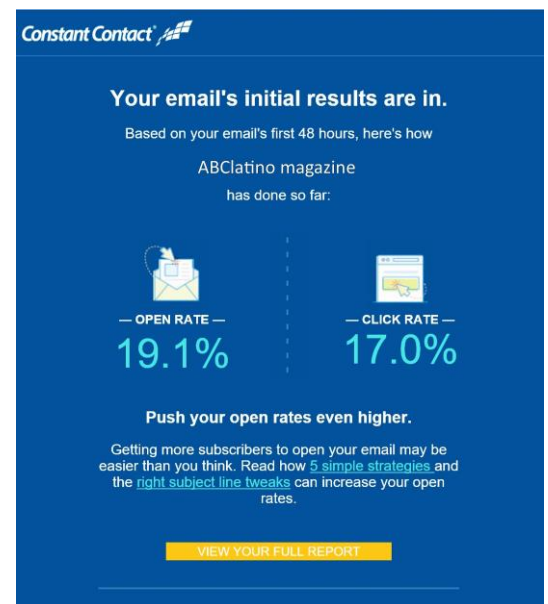 Constant Contact
Your email's initial results are in.
Based on your email's first 48 hours, here's how
ABClatino magazine
has done so far:
— OPEN RATE —
19.1%
— CLICK RATE —
17.0%
Push your open rates even higher.
Getting more subscribers to open your email may be
easier than you think. Read how 5 simple strategies and
the right subject line tweaks can increase your open
rates.
VIEW YOUR FULL REPORT